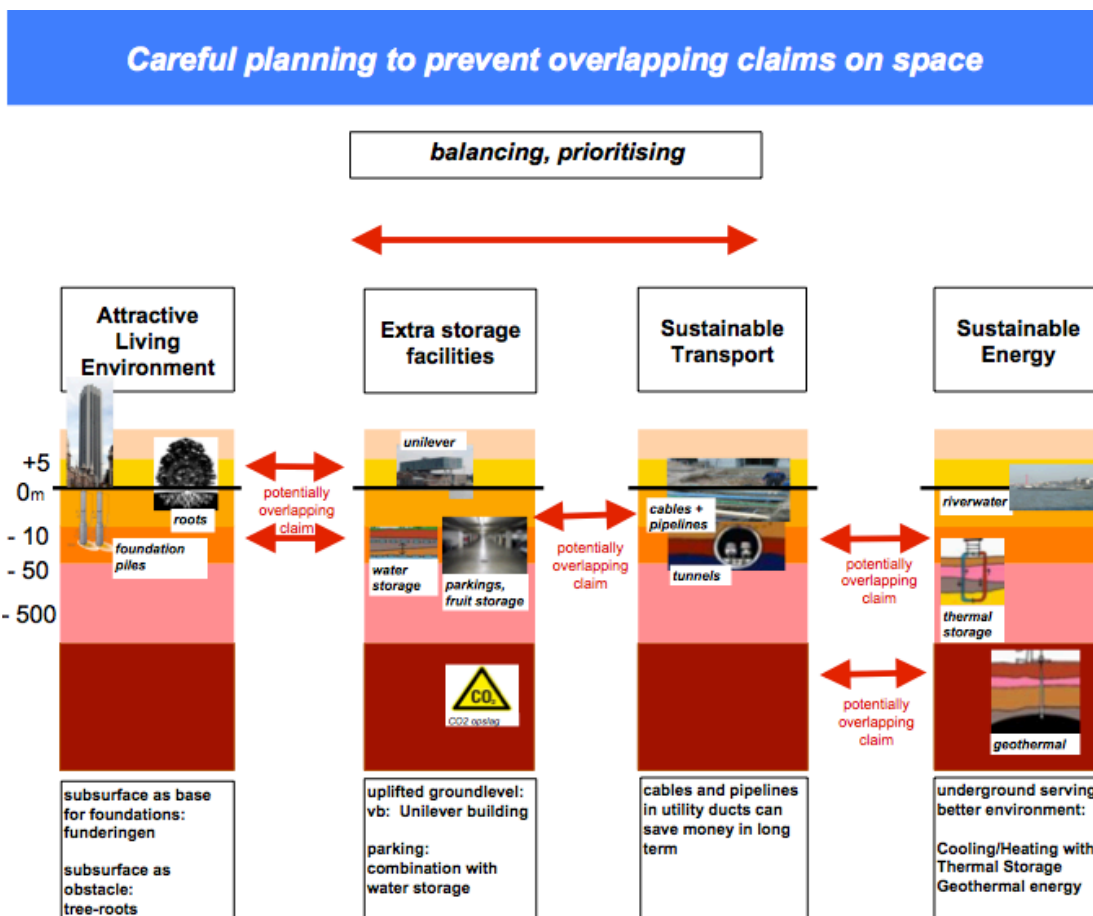 Careful planning to prevent overlapping claims on space
balancing, prioritising
Attractive
Living
Environment
Extra storage
facilities
Sustainable
Transport
Sustainable
Energy
+5
0m
- 10
- 50
- 500
roots
foundation
piles
potentially
overlapping
claim
unilever
water
storage
parkings,
fruit storage
CO2
CO2 opslag
potentially
overlapping
claim
cables +
pipelines
tunnels
potentially
overlapping
claim
potentially
overlapping
claim
riverwater
thermal
storage
geothermal
subsurface as base
for foundations:
funderingen
subsurface as
obstacle:
tree-roots
uplifted groundlevel:
vb: Unilever building
parking:
combination with
water storage
cables and pipelines
in utility ducts can
save money in long
term
underground serving
better environment:
Cooling/Heating with
Thermal Storage
Geothermal energy